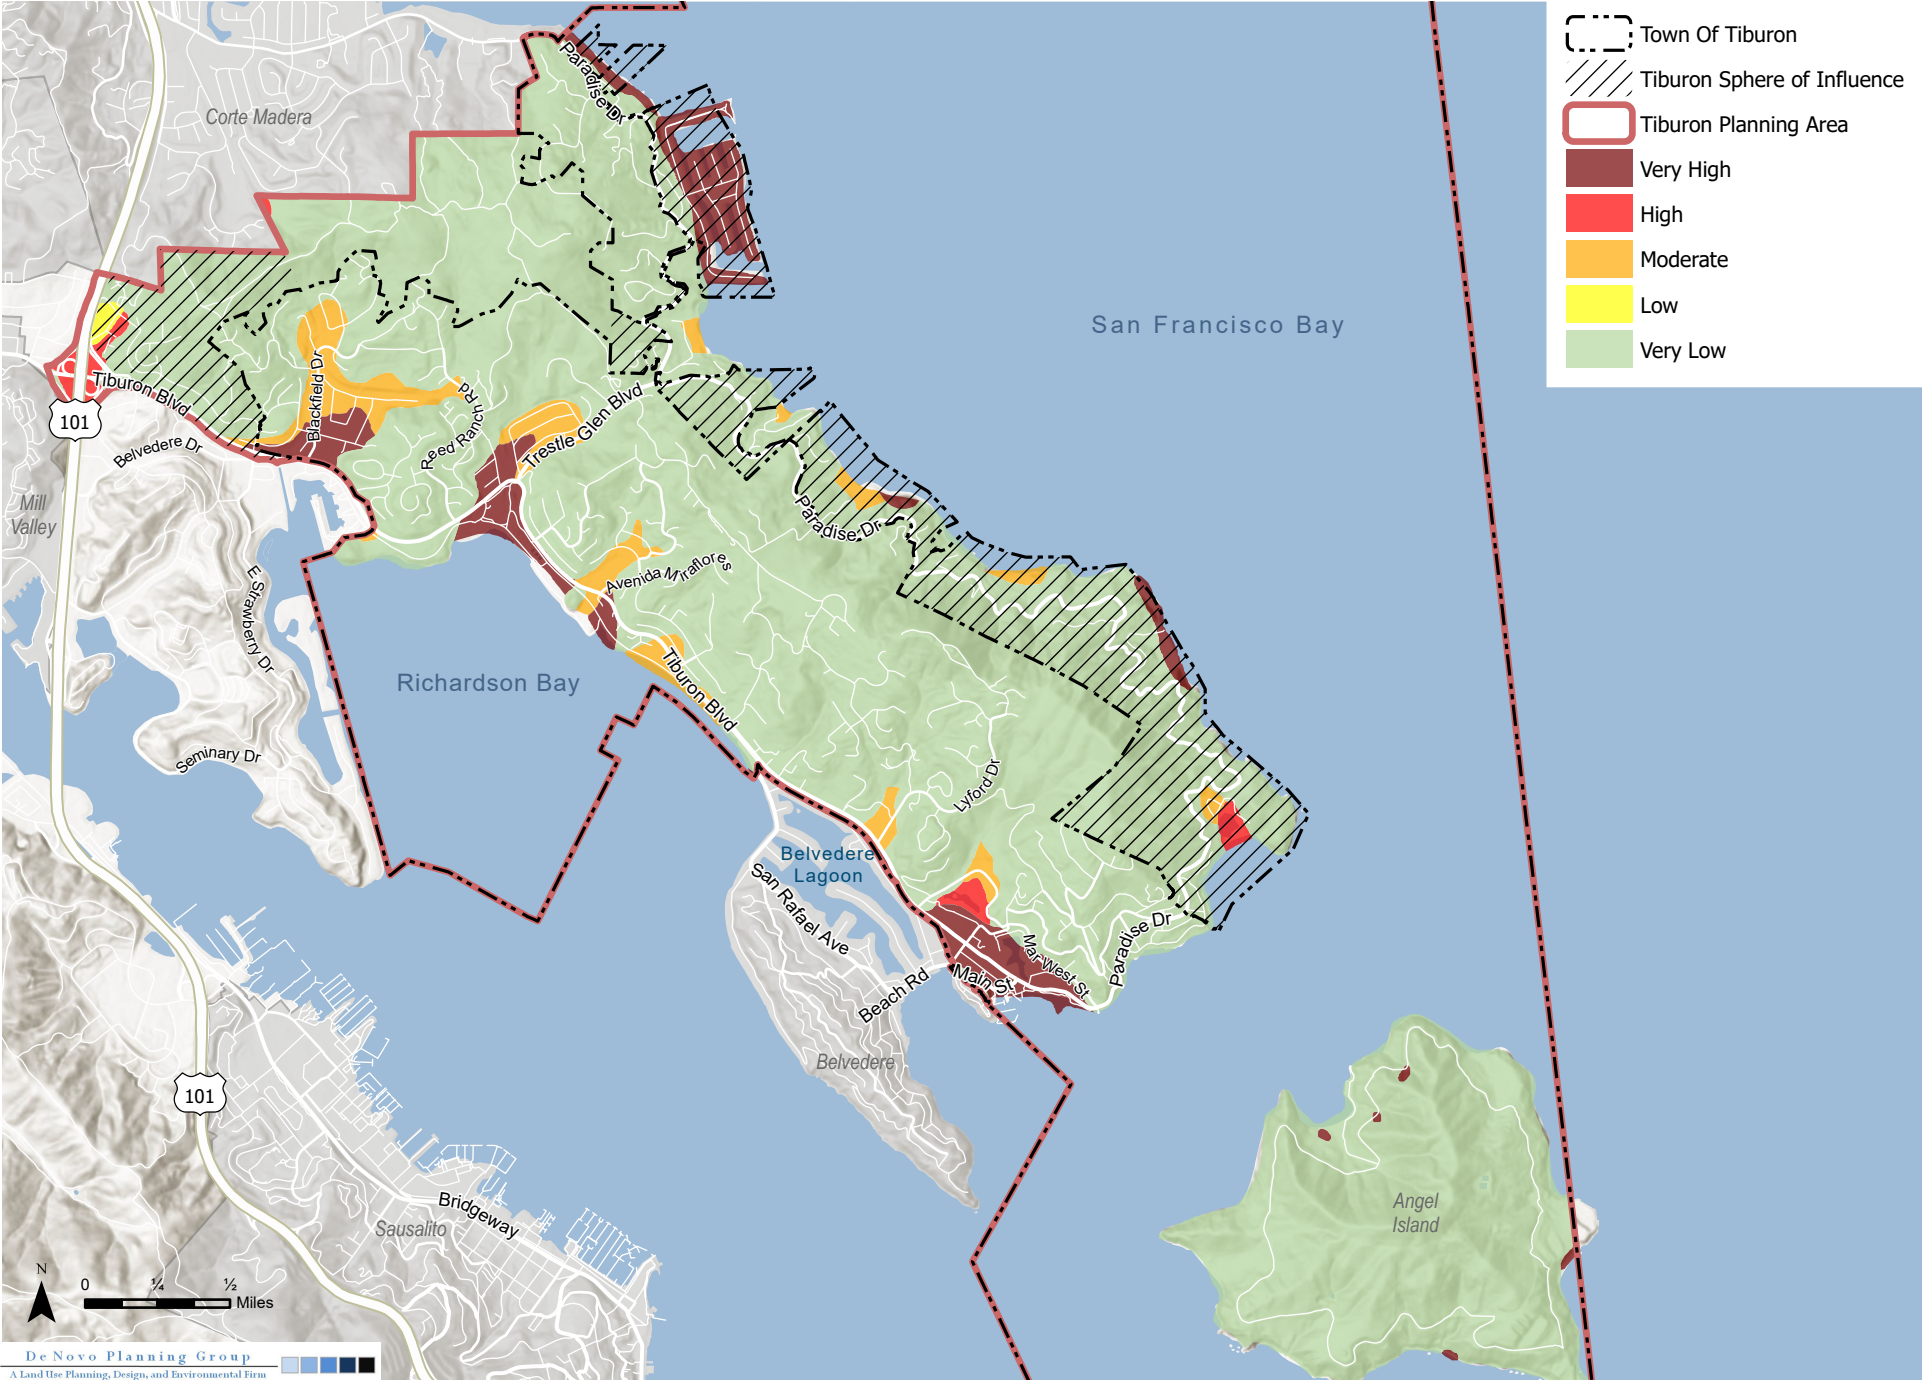 Town Of Tiburon
Tiburon Sphere of Influence
Tiburon Planning Area
Very High
High
Moderate
Low
Very Low
Paradise Dr
Corte Madera
San Francisco Bay
Tiburon Blvd
101
Belvedere Dr
Blackfield Dr
Reed Ranch Rd
Trestle Glen Blvd
Mill
Valley
Paradise Dr
Avenida Miraflores
E Strawberry Dr
Richardson Bay
Tiburon Blvd
Seminary Dr
Lyford Dr
Belvedere
Lagoon
San Rafael Ave
Paradise Dr
Mar West St
Main St
Beach Rd
Belvedere
101
Angel
Island
Bridgeway
Sausalito
N
0 ¼ ½
Miles
De Novo Planning Group
A Land Use Planning, Design, and Environmental Firm